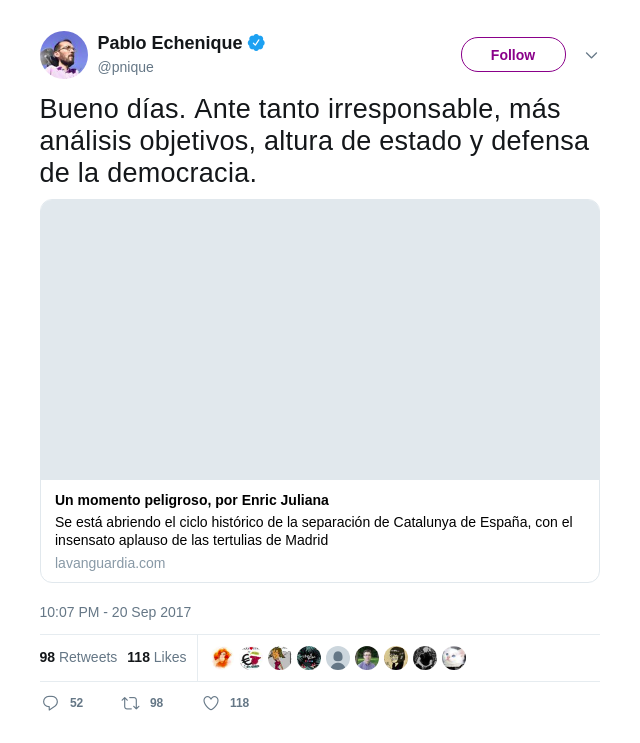 Pablo Echenique
@pnique
Follow
Bueno días. Ante tanto irresponsable, más
análisis objetivos, altura de estado y defensa
de la democracia.
Un momento peligroso, por Enric Juliana
Se está abriendo el ciclo histórico de la separación de Catalunya de España, con el
insensato aplauso de las tertulias de Madrid
lavanguardia.com
10:07 PM - 20 Sep 2017
98 Retweets 118 Likes
52 98 118